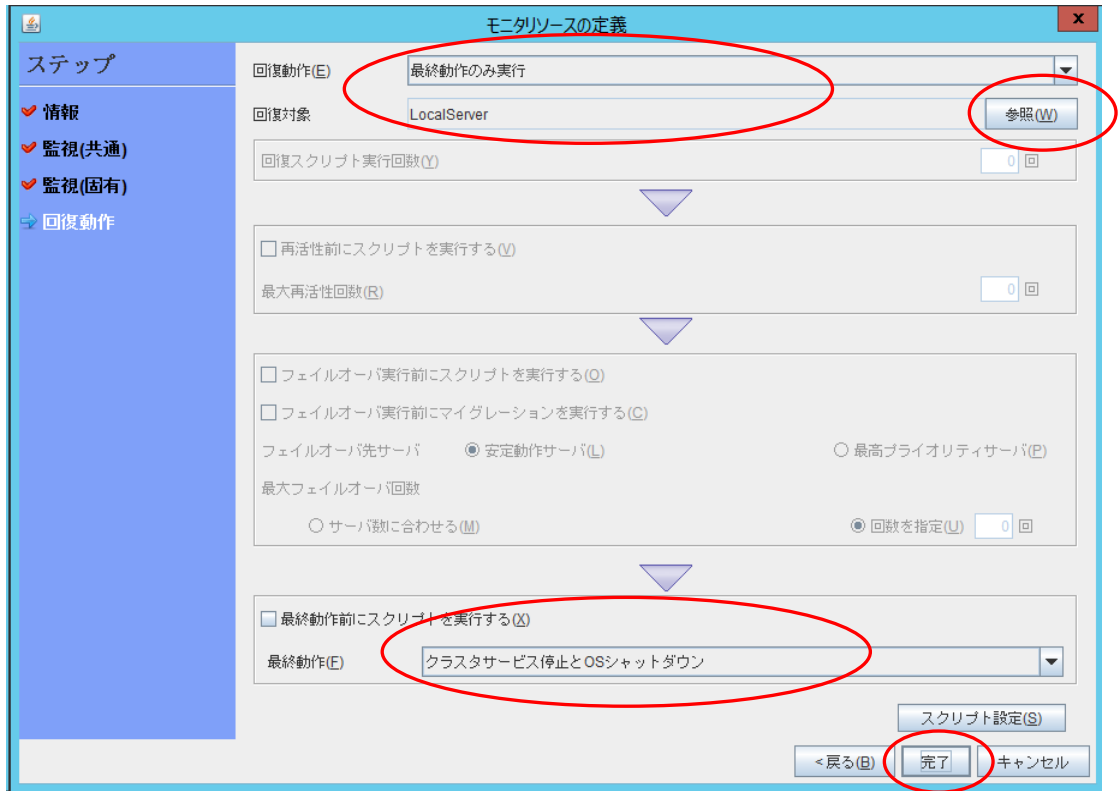 モニタリソースの定義
x
ステップ
情報
監視(共通)
監視(固有)
回復動作
回復動作(E) 最終動作のみ実行
回復対象 LocalServer 参照(W)
回復スクリプト実行回数(Y) 0 回
再活性前にスクリプトを実行する(V)
最大再活性回数(R) 0 回
フェイルオーバ実行前にスクリプトを実行する(O)
フェイルオーバ実行前にマイグレーションを実行する(C)
フェイルオーバ先サーバ 安定動作サーバ(L) 最高プライオリティサーバ(P)
最大フェイルオーバ回数
サーバ数に合わせる(M) 回数を指定(U) 0 回
最終動作前にスクリプトを実行する(X)
最終動作(F) クラスタサービス停止とOSシャットダウン
スクリプト設定(S)
<戻る(B) 完了 キャンセル